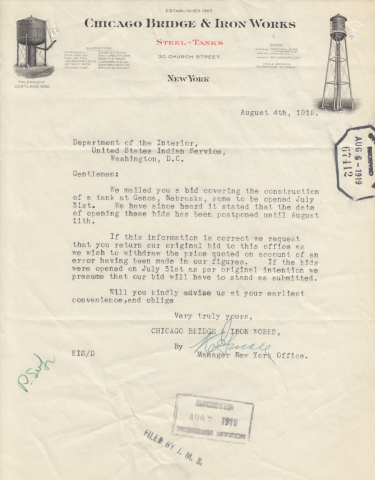 ESTABLISHED 1865
CHICAGO BRIDGE & IRON WORKS
STEEL-TANKS
30 CHURCH STREET
NEW YORK
TELEPHONE
CORTLAND
August 4th, 1919.
AUG 6-1919
67412
Department of the Interior,
United States Indian Service,
Washington, D.C.
Gentlemen:
We mailed you a bid covering the construction
of a tank at Genoa, Nebraska, same to be opened July
31st. We have since heard it stated that the date
of opening these bids has been postponed until August
11th.
If this information is correct we request
that you return our original bid to this office as
we wish to withdraw the price quoted on account of an
error having been made in our figures. If the bids
were opened on July 31st as per original intention we
presume that our bid will have to stand as submitted.
Will you kindly advise us at your earliest
convenience,and oblige
Very truly yours,
CHICAGO BRIDGE & IRON WORKS,
By
Manager New York Office.
KIS/D
RECEIVED
AUG 7 1919
FILED BY J. M. S.